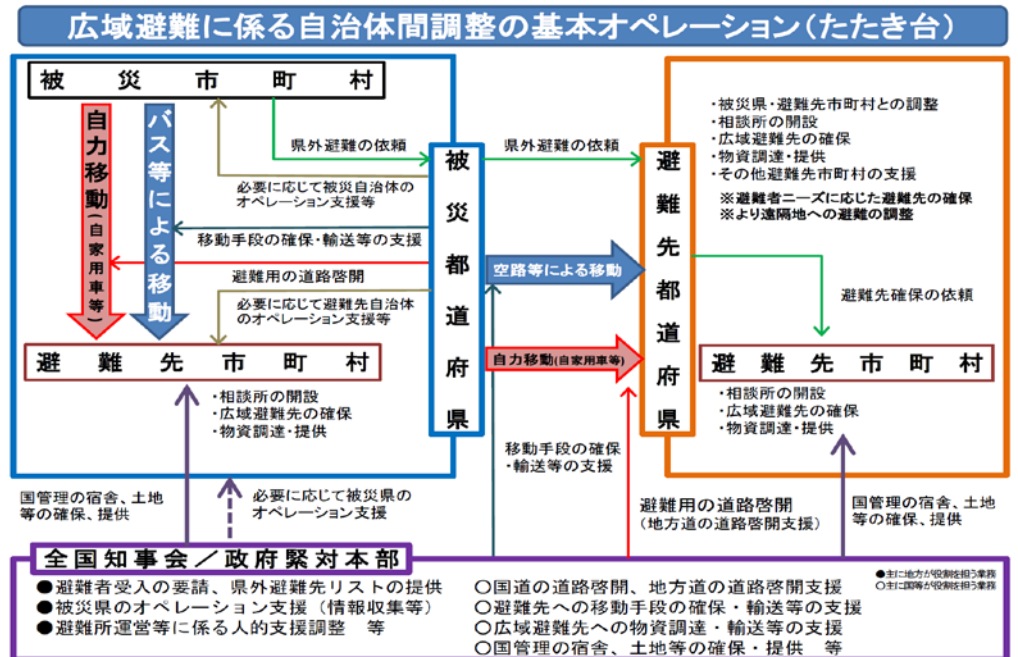 広域避難に係る自治体間調整の基本オペレーション(たたき台)
被災市町村
自力移動(自家用車等)
バス等による移動
県外避難の依頼
必要に応じて被災自治体の
オペレーション支援等
移動手段の確保・輸送等の支援
避難用の道路啓開
必要に応じて避難先自治体
のオペレーション支援等
避難先市町村
・相談所の開設
・広域避難先の確保
・物資調達・提供
被災都道府県
県外避難の依頼
空路等による移動
自力移動(自家用車等)
移動手段の確保
・輸送等の支援
避難先都道府県
・被災県・避難先市町村との調整
・相談所の開設
・広域避難先の確保
・物資調達・提供
・その他避難先市町村の支援
※避難者ニーズに応じた避難先の確保
※より遠隔地への避難の調整
避難先確保の依頼
避難先市町村
・相談所の開設
・広域避難先の確保
・物資調達・提供
国管理の宿舎、土地
等の確保、提供
必要に応じて被災県の
オペレーション支援
避難用の道路啓開
(地方道の道路啓開支援)
国管理の宿舎、土地
等の確保、提供
全国知事会/政府緊対本部
●避難者受入の要請、県外避難先リストの提供
●被災県のオペレーション支援(情報収集等)
●避難所運営等に係る人的支援調整 等
○国道の道路啓開、地方道の道路啓開支援
○避難先への移動手段の確保・輸送等の支援
○広域避難先への物資調達・輸送等の支援
○国管理の宿舎、土地等の確保・提供 等
●主に地方が役割を担う業務
○主に国等が役割を担う業務